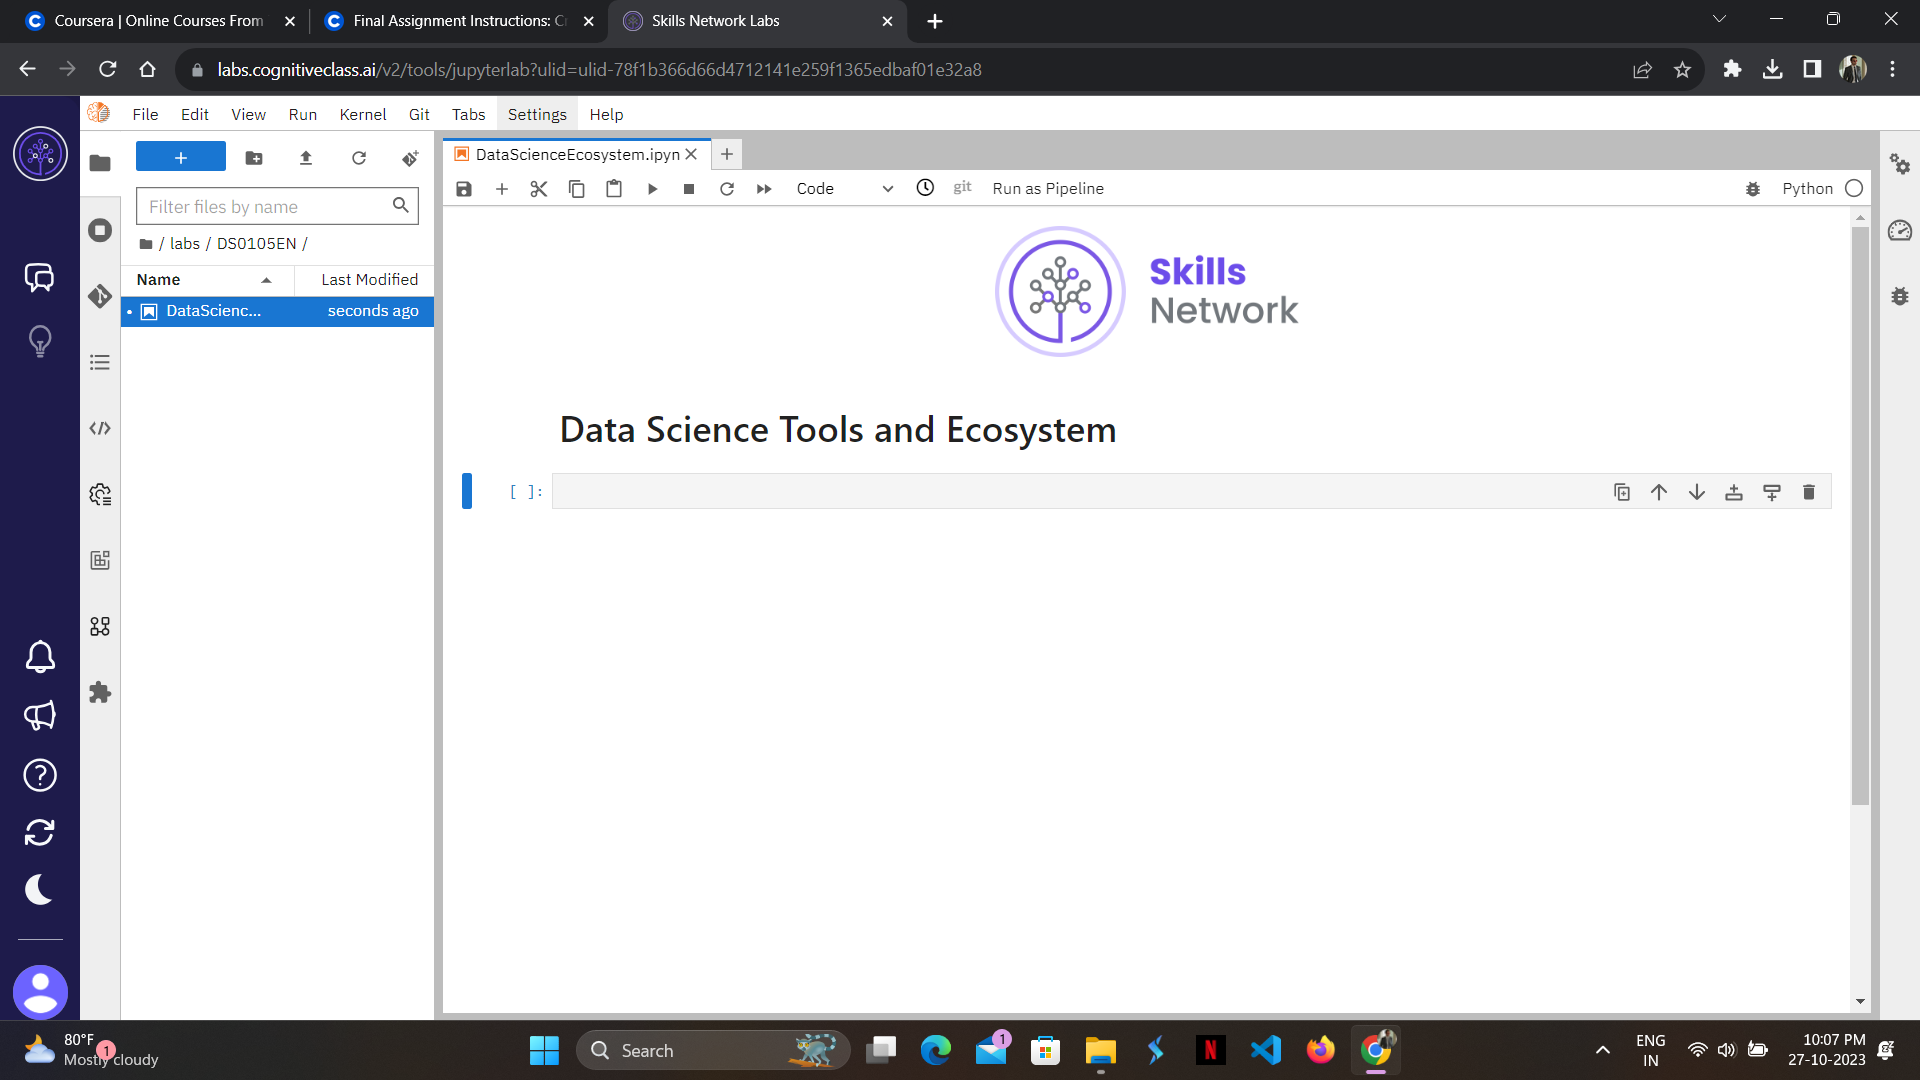 Coursera | Online Courses From
Final Assignment Instructions: Cr
Skills Network Labs
labs.cognitiveclass.ai/v2/tools/jupyterlab?ulid=ulid-78f1b366d66d4712141e259f1365edbaf01e32a8
File Edit View Run Kernel Git Tabs Settings Help
DataScienceEcosystem.ipyn
Code
git
Run as Pipeline
Python
Filter files by name
/ labs / DS0105EN /
Name
Last Modified
DataScienc...
seconds ago
Skills
Network
Data Science Tools and Ecosystem
[ ]:
80°F
Mostly cloudy
1
Search
1
N
ENG
IN
10:07 PM
27-10-2023